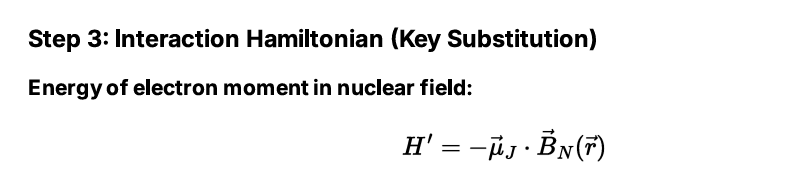 Step 3: Interaction Hamiltonian (Key Substitution)
Energy of electron moment in nuclear field:
H′ = −μ⃗_J · B⃗_N(r⃗)